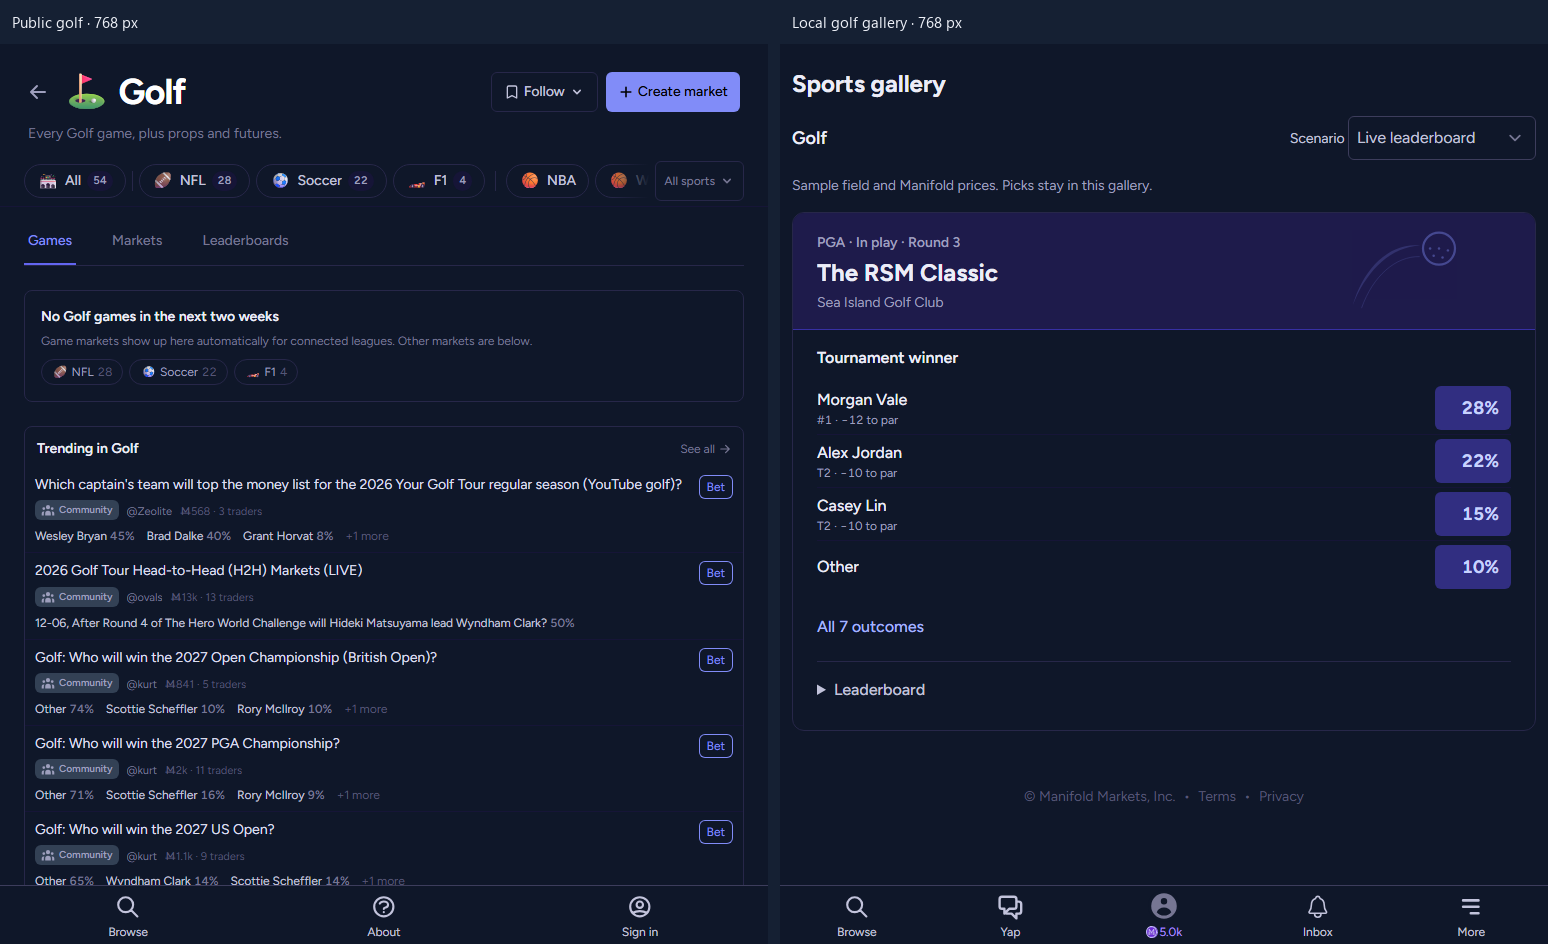 Public golf · 768 px
Golf
Follow
+ Create market
Every Golf game, plus props and futures.
All 54
NFL 28
Soccer 22
F1 4
NBA
W
All sports
Games
Markets
Leaderboards
No Golf games in the next two weeks
Game markets show up here automatically for connected leagues. Other markets are below.
NFL 28
Soccer 22
F1 4
Trending in Golf
See all →
Which captain's team will top the money list for the 2026 Your Golf Tour regular season (YouTube golf)?
Bet
Community @Zeolite M568 · 3 traders
Wesley Bryan 45% Brad Dalke 40% Grant Horvat 8% +1 more
2026 Golf Tour Head-to-Head (H2H) Markets (LIVE)
Bet
Community @ovals M13k · 13 traders
12-06, After Round 4 of The Hero World Challenge will Hideki Matsuyama lead Wyndham Clark? 50%
Golf: Who will win the 2027 Open Championship (British Open)?
Bet
Community @kurt M841 · 5 traders
Other 74% Scottie Scheffler 10% Rory McIlroy 10% +1 more
Golf: Who will win the 2027 PGA Championship?
Bet
Community @kurt M2k · 11 traders
Other 71% Scottie Scheffler 16% Rory McIlroy 9% +1 more
Golf: Who will win the 2027 US Open?
Bet
Community @kurt M1.1k · 9 traders
Other 65% Wyndham Clark 14% Scottie Scheffler 14% +1 more
Browse
About
Sign in
Local golf gallery · 768 px
Sports gallery
Golf
Scenario
Live leaderboard
Sample field and Manifold prices. Picks stay in this gallery.
PGA · In play · Round 3
The RSM Classic
Sea Island Golf Club
Tournament winner
Morgan Vale
#1 · −12 to par
28%
Alex Jordan
T2 · −10 to par
22%
Casey Lin
T2 · −10 to par
15%
Other
10%
All 7 outcomes
Leaderboard
© Manifold Markets, Inc. • Terms • Privacy
Browse
Yap
M5.0k
Inbox
More